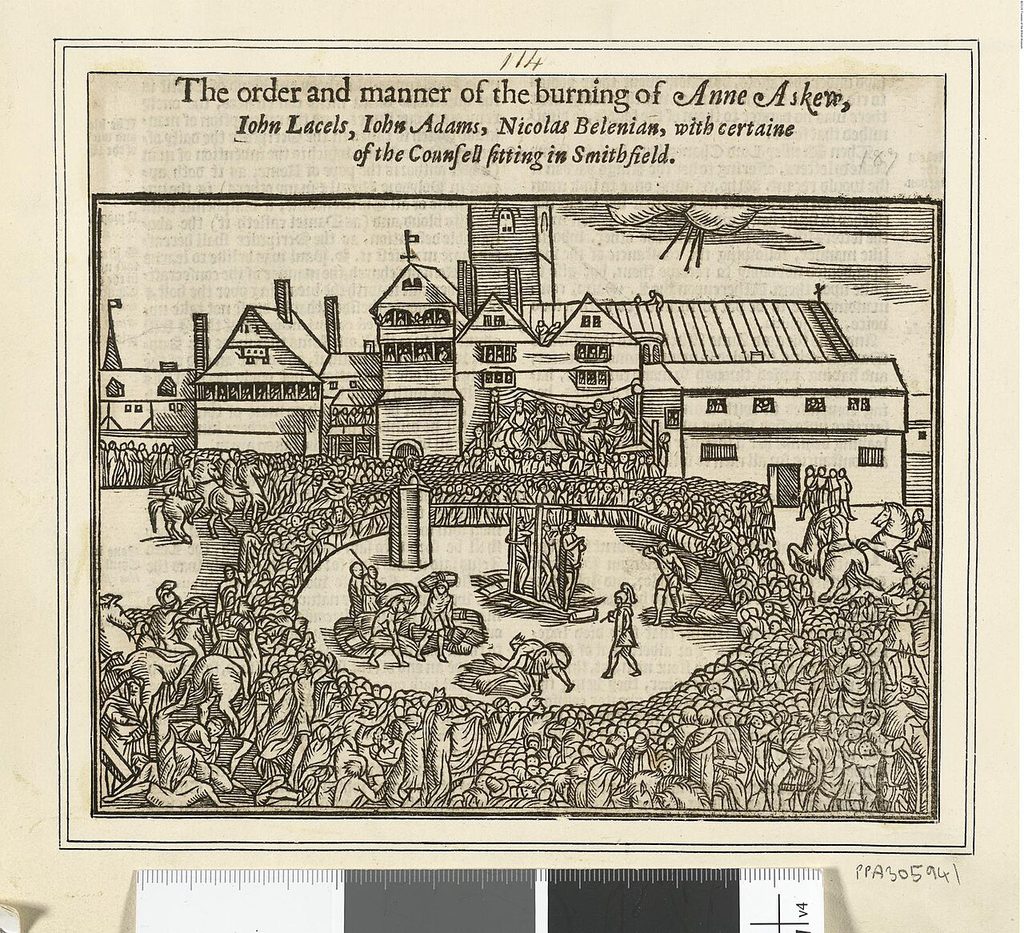 114
The order and manner of the burning of Anne Askew,
Iohn Lacels, Iohn Adams, Nicolas Belenian, with certaine
of the Counſell ſitting in Smithfield.
187
PPA305941
v4